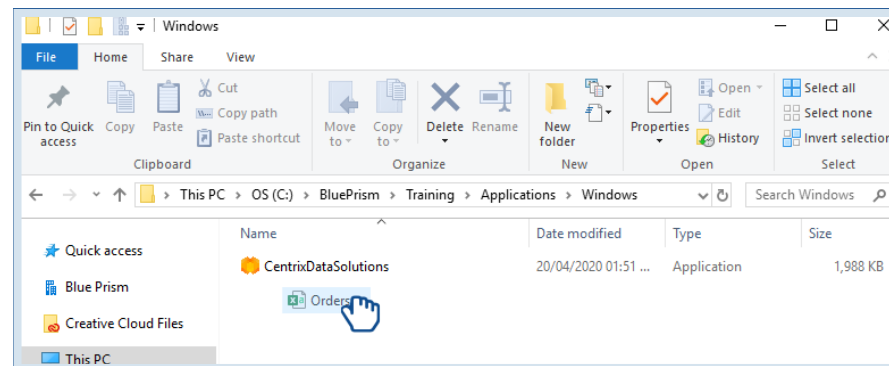 Windows
File Home Share View
Pin to Quick access
Copy
Paste
Cut
Copy path
Paste shortcut
Move to
Copy to
Delete
Rename
New folder
Properties
Open
Edit
History
Select all
Select none
Invert selection
Clipboard Organize New Open Select
This PC > OS (C:) > BluePrism > Training > Applications > Windows
Search Windows
Name Date modified Type Size
Quick access
CentrixDataSolutions 20/04/2020 01:51 ... Application 1,988 KB
Blue Prism
Orders
Creative Cloud Files
This PC